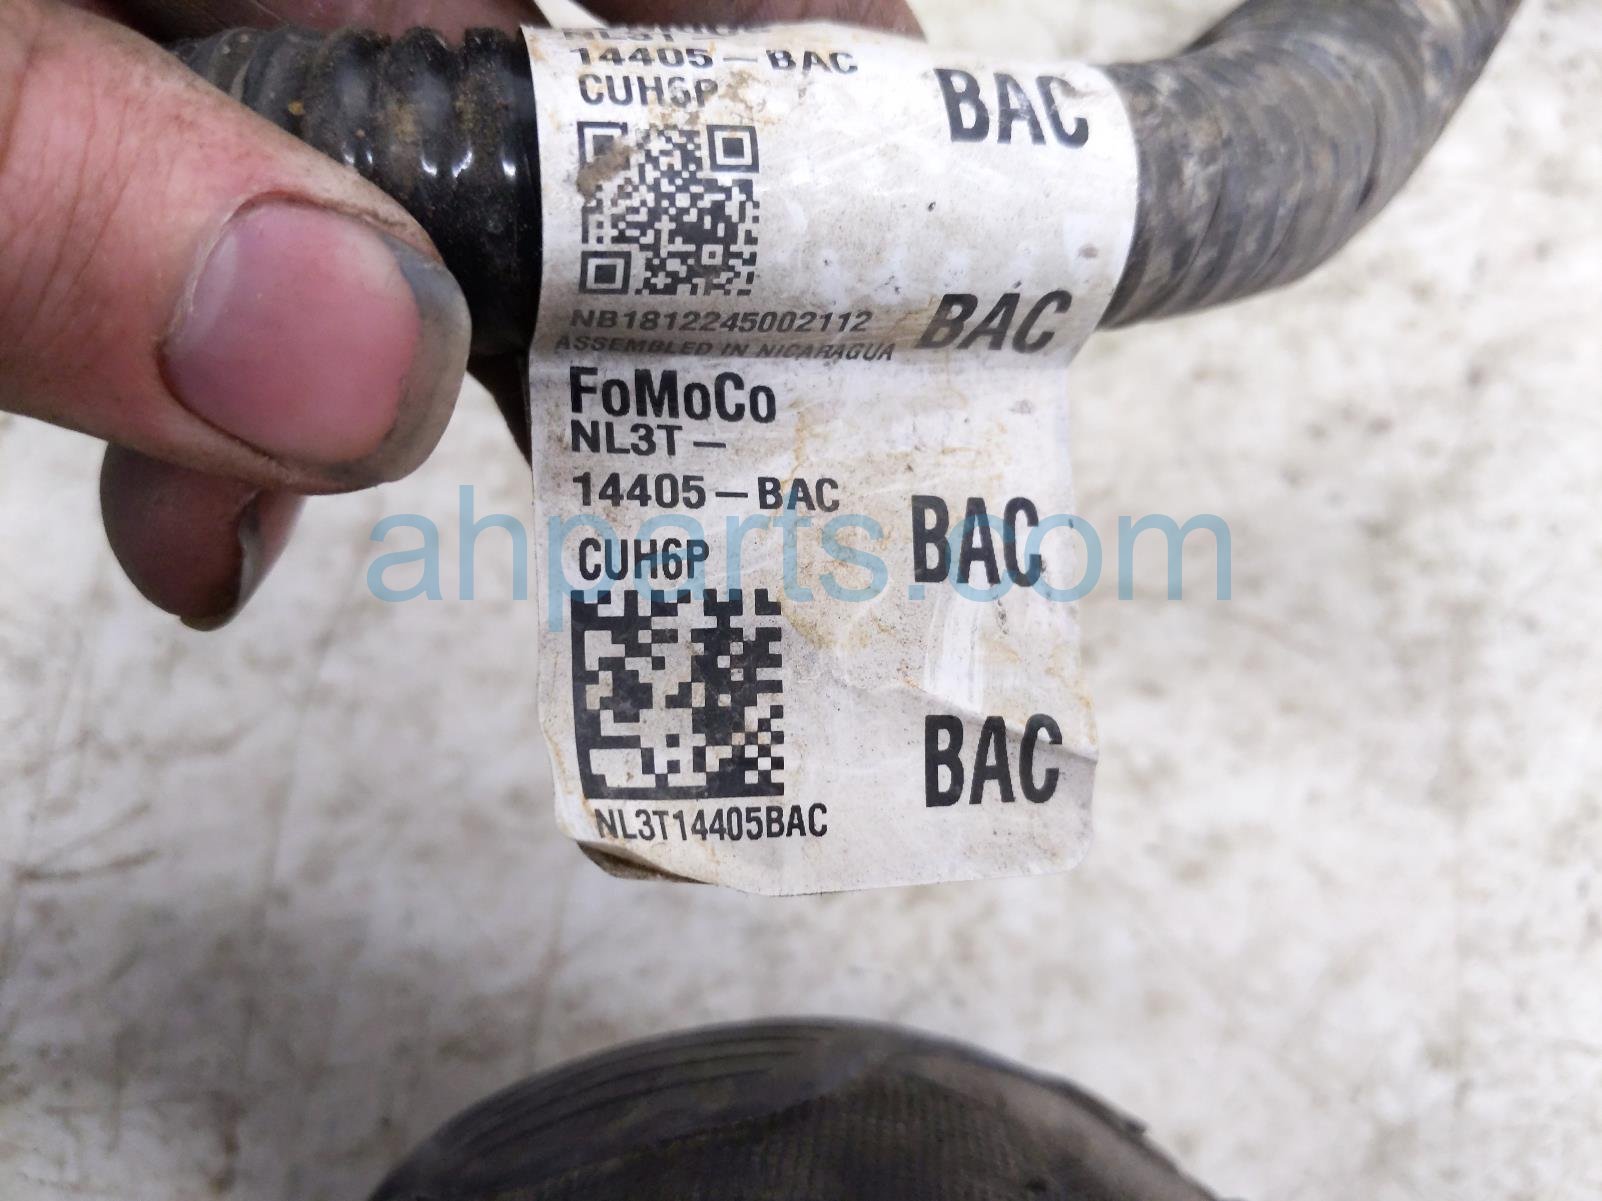 14405-BAC
CUH6P
BAC
NB1812245002112
ASSEMBLED IN NICARAGUA
BAC
FoMoCo
NL3T-
14405-BAC
CUH6P
BAC
NL3T14405BAC
BAC
ahparts.com